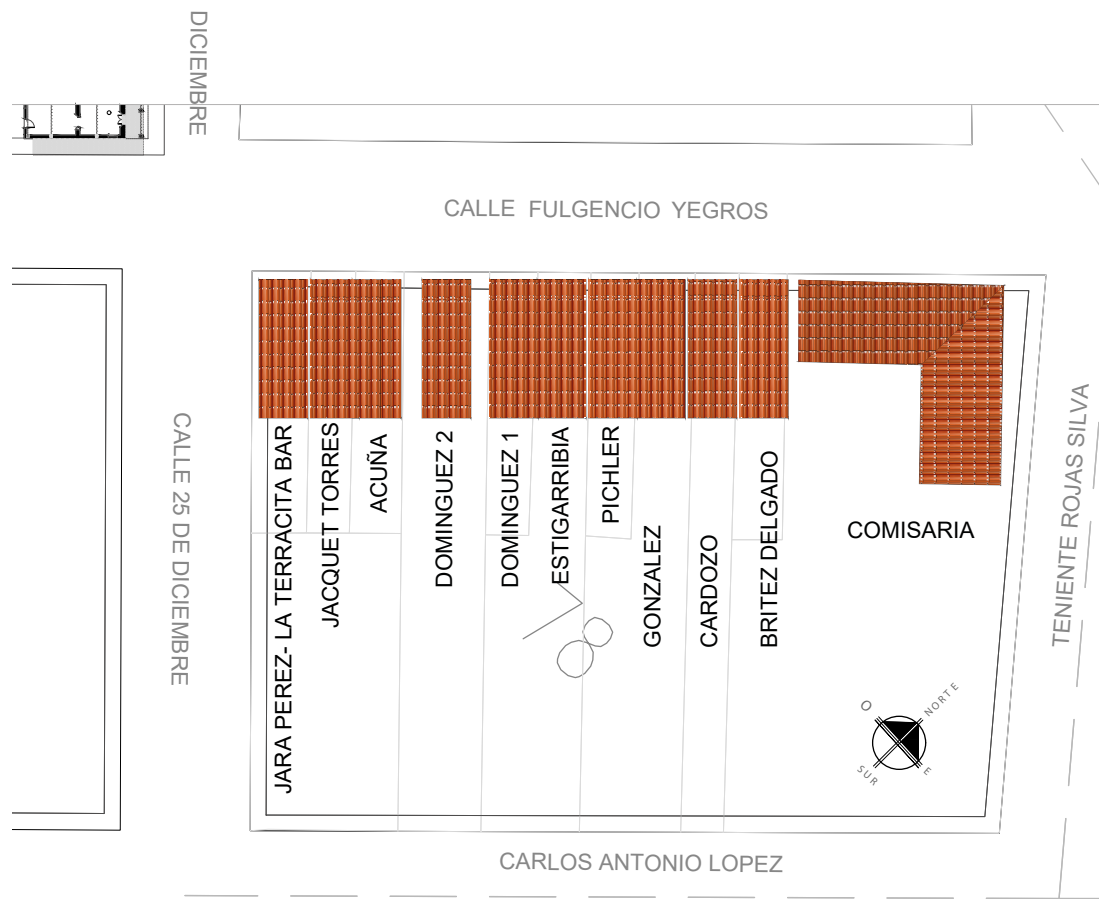 DICIEMBRE
CALLE FULGENCIO YEGROS
CALLE 25 DE DICIEMBRE
JARA PEREZ- LA TERRACITA BAR
JACQUET TORRES
ACUÑA
DOMINGUEZ 2
DOMINGUEZ 1
ESTIGARRIBIA
PICHLER
GONZALEZ
CARDOZO
BRITEZ DELGADO
COMISARIA
TENIENTE ROJAS SILVA
O
NORTE
SUR
E
CARLOS ANTONIO LOPEZ